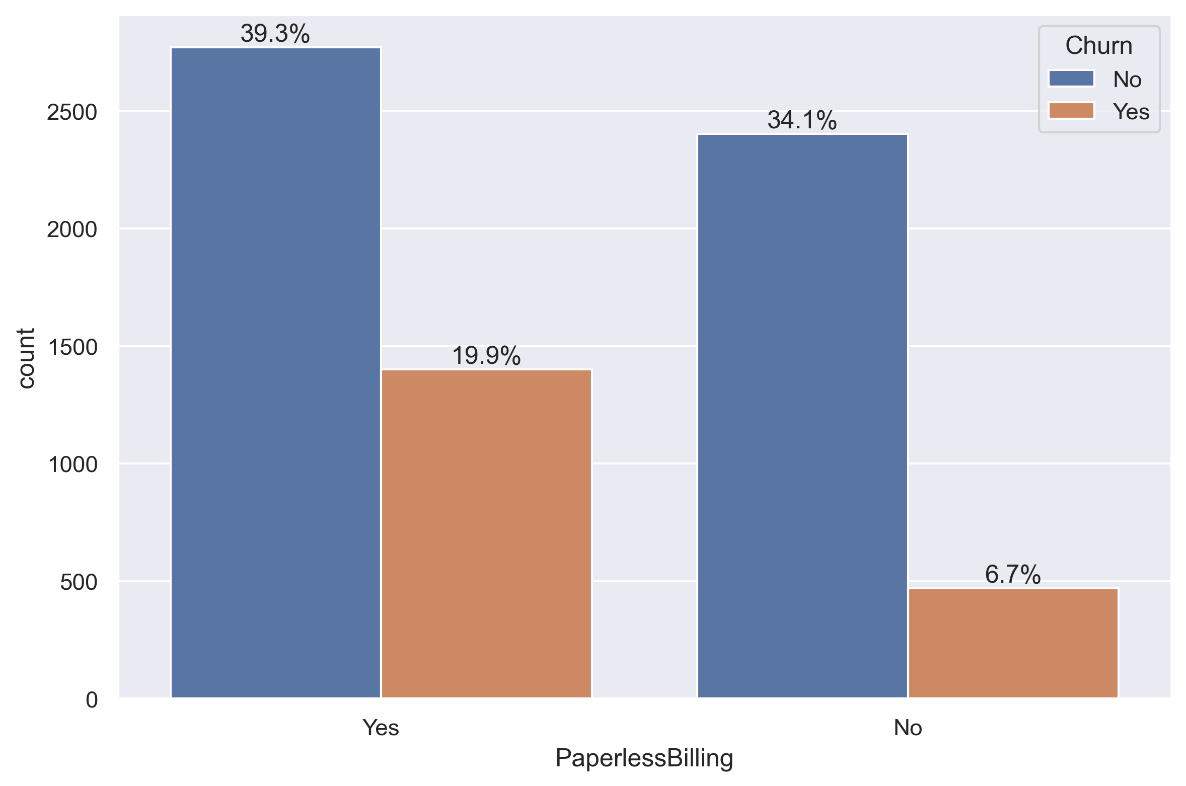 39.3%
34.1%
19.9%
6.7%
Churn
No
Yes
count
2500
2000
1500
1000
500
0
Yes
No
PaperlessBilling